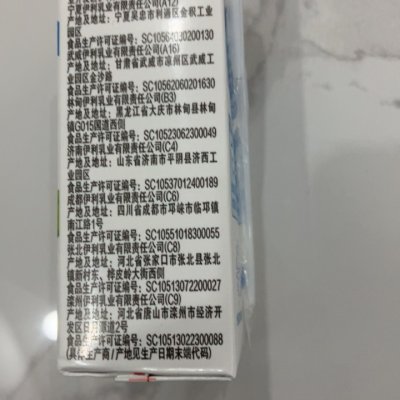 宁夏伊利乳业有限责任公司(A12)
产地及地址:宁夏吴忠市利通区金积工业
园区
食品生产许可证编号:SC10564030200130
武威伊利乳业有限责任公司(A16)
产地及地址:甘肃省武威市凉州区武威工
业园区金沙路
食品生产许可证编号:SC10562060201630
林甸伊利乳业有限责任公司(B3)
产地及地址:黑龙江省大庆市林甸县林甸
镇G015国道西侧
食品生产许可证编号:SC10523062300049
济南伊利乳业有限责任公司(C4)
产地及地址:山东省济南市平阴县济西工
业园区
食品生产许可证编号:SC10537012400189
成都伊利乳业有限责任公司(C6)
产地及地址:四川省成都市邛崃市临邛镇
南江路1号
食品生产许可证编号:SC10551018300055
张北伊利乳业有限责任公司(C8)
产地及地址:河北省张家口市张北县张北
镇新村东、桦皮岭大街西侧
食品生产许可证编号:SC10513072200027
滦州伊利乳业有限责任公司(C9)
产地及地址:河北省唐山市滦州市经济开
发区日月潭道2号
食品生产许可证编号:SC10513022300088
(具体生产商/产地见生产日期末端代码)